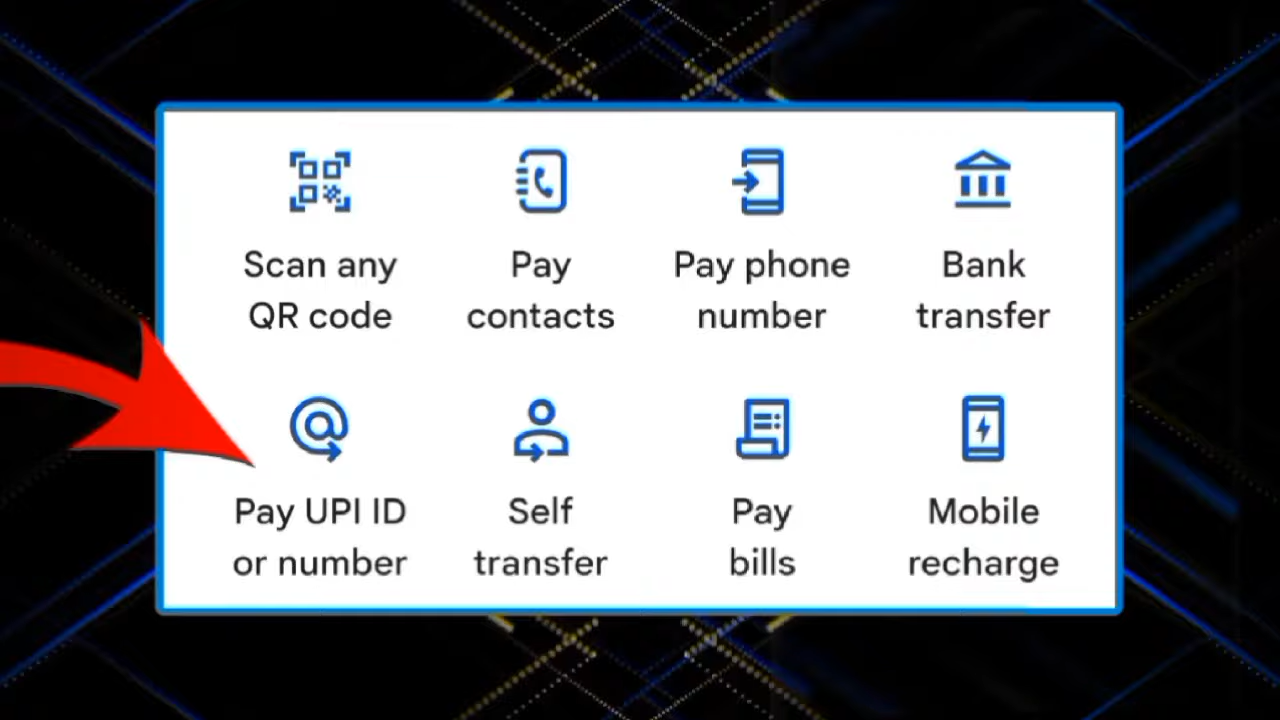 Scan any
QR code
Pay
contacts
Pay phone
number
Bank
transfer
Pay UPI ID
or number
Self
transfer
Pay
bills
Mobile
recharge